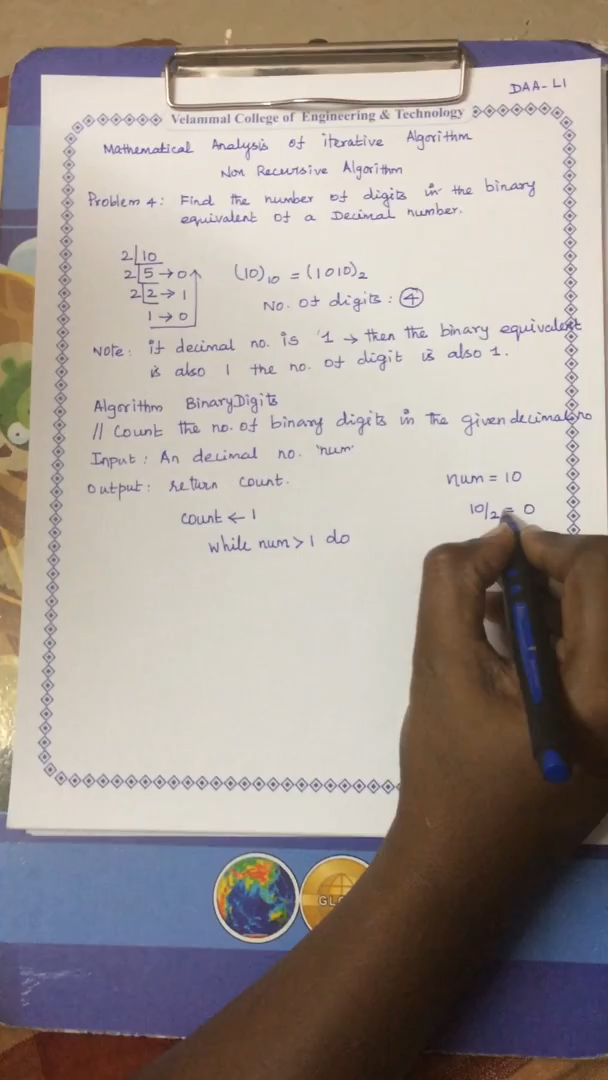 DAA-L1
Velammal College of Engineering & Technology
Mathematical Analysis of iterative Algorithm
Non Recursive Algorithm
Problem 4: Find the number of digits in the binary
equivalent of a Decimal number.
2 10
2 5 → 0
2 2 → 1
1 → 0
(10)10 = (1010)2
No. of digits: 4
Note: if decimal no. is '1 → then the binary equivalent
is also 1 the no. of digit is also 1.
Algorithm BinaryDigits
// Count the no. of binary digits in the given decimal no
Input: An decimal no. 'num'
Output: return count.
count ← 1
while num > 1 do
num = 10
10/2 = 0
GLO